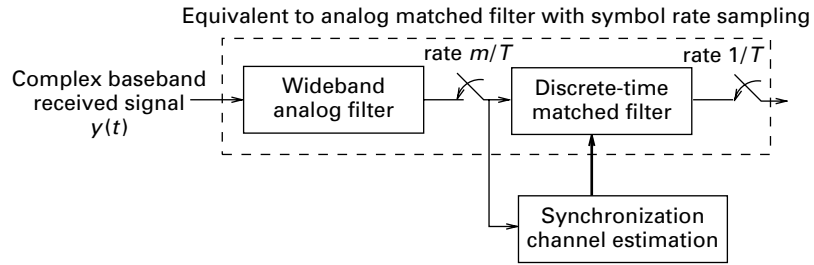 Equivalent to analog matched filter with symbol rate sampling
rate m/T
rate 1/T
Complex baseband
received signal
y(t)
Wideband
analog filter
Discrete-time
matched filter
Synchronization
channel estimation